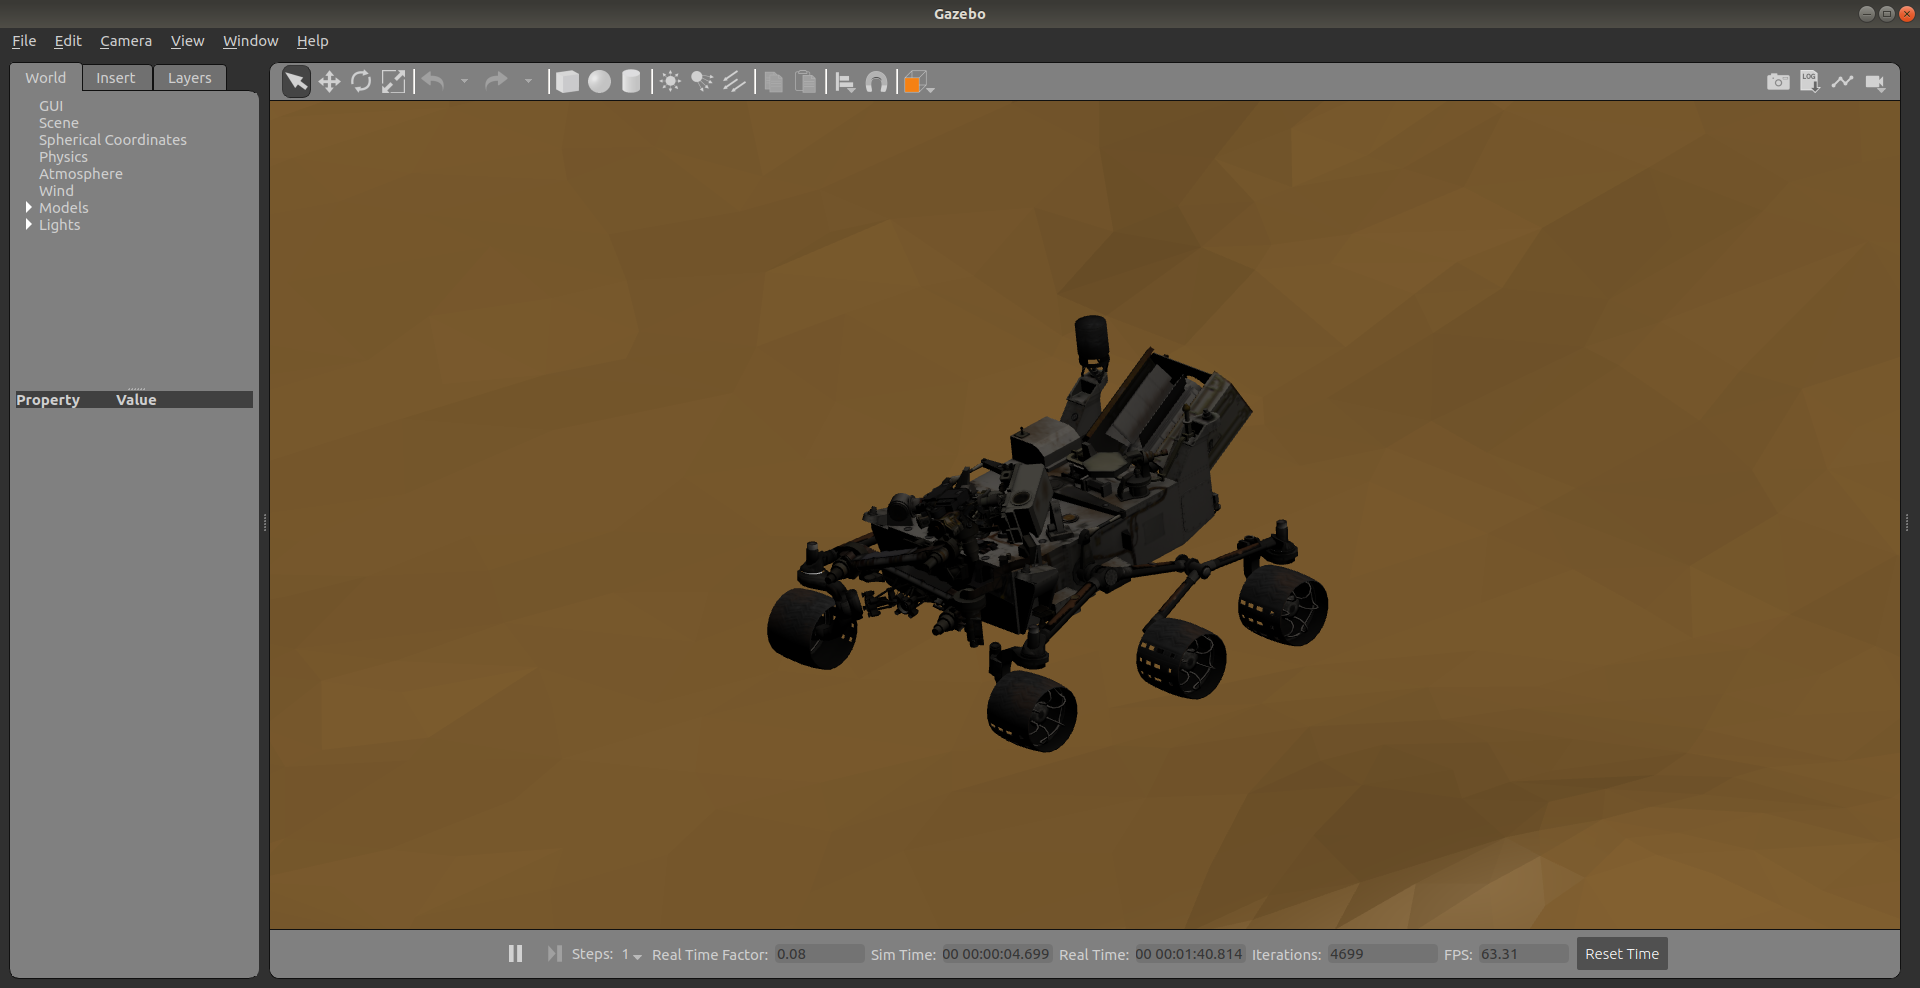 Gazebo
File Edit Camera View Window Help
World Insert Layers
GUI
Scene
Spherical Coordinates
Physics
Atmosphere
Wind
Models
Lights
Property Value
LOG
Steps: 1 Real Time Factor: 0.08 Sim Time: 00 00:00:04.699 Real Time: 00 00:01:40.814 Iterations: 4699 FPS: 63.31 Reset Time